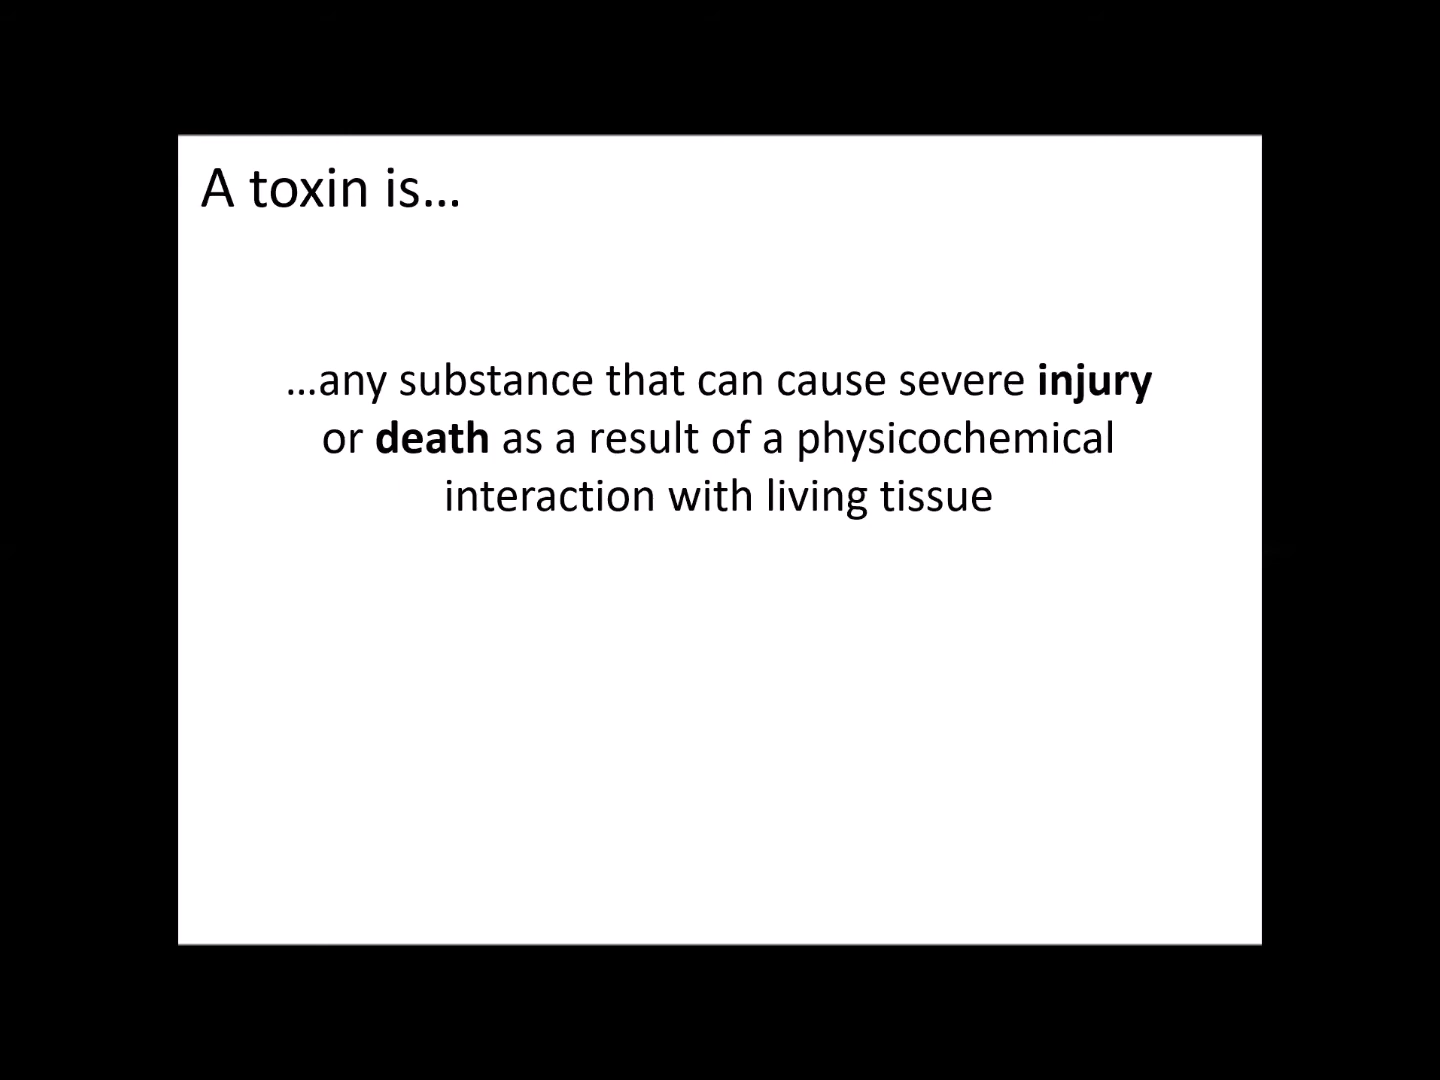 A toxin is…
…any substance that can cause severe injury
or death as a result of a physicochemical
interaction with living tissue